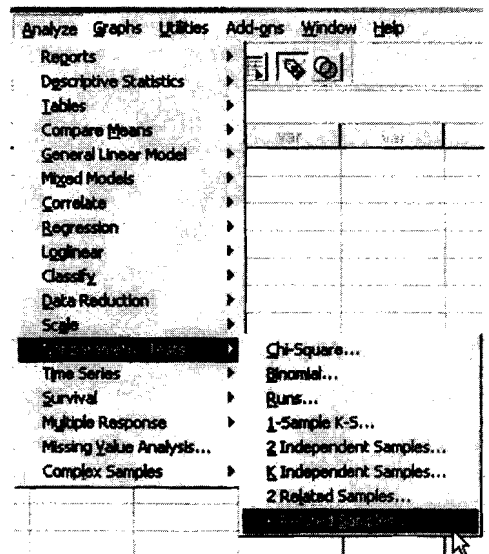 Analyze Graphs Utilities Add-ons Window Help
Reports
Descriptive Statistics
Tables
Compare Means
General Linear Model
Mixed Models
Correlate
Regression
Loglinear
Classify
Data Reduction
Scale
Time Series
Survival
Multiple Response
Missing Value Analysis...
Complex Samples
var var
Chi-Square...
Binomial...
Runs...
1-Sample K-S...
2 Independent Samples...
K Independent Samples...
2 Related Samples...